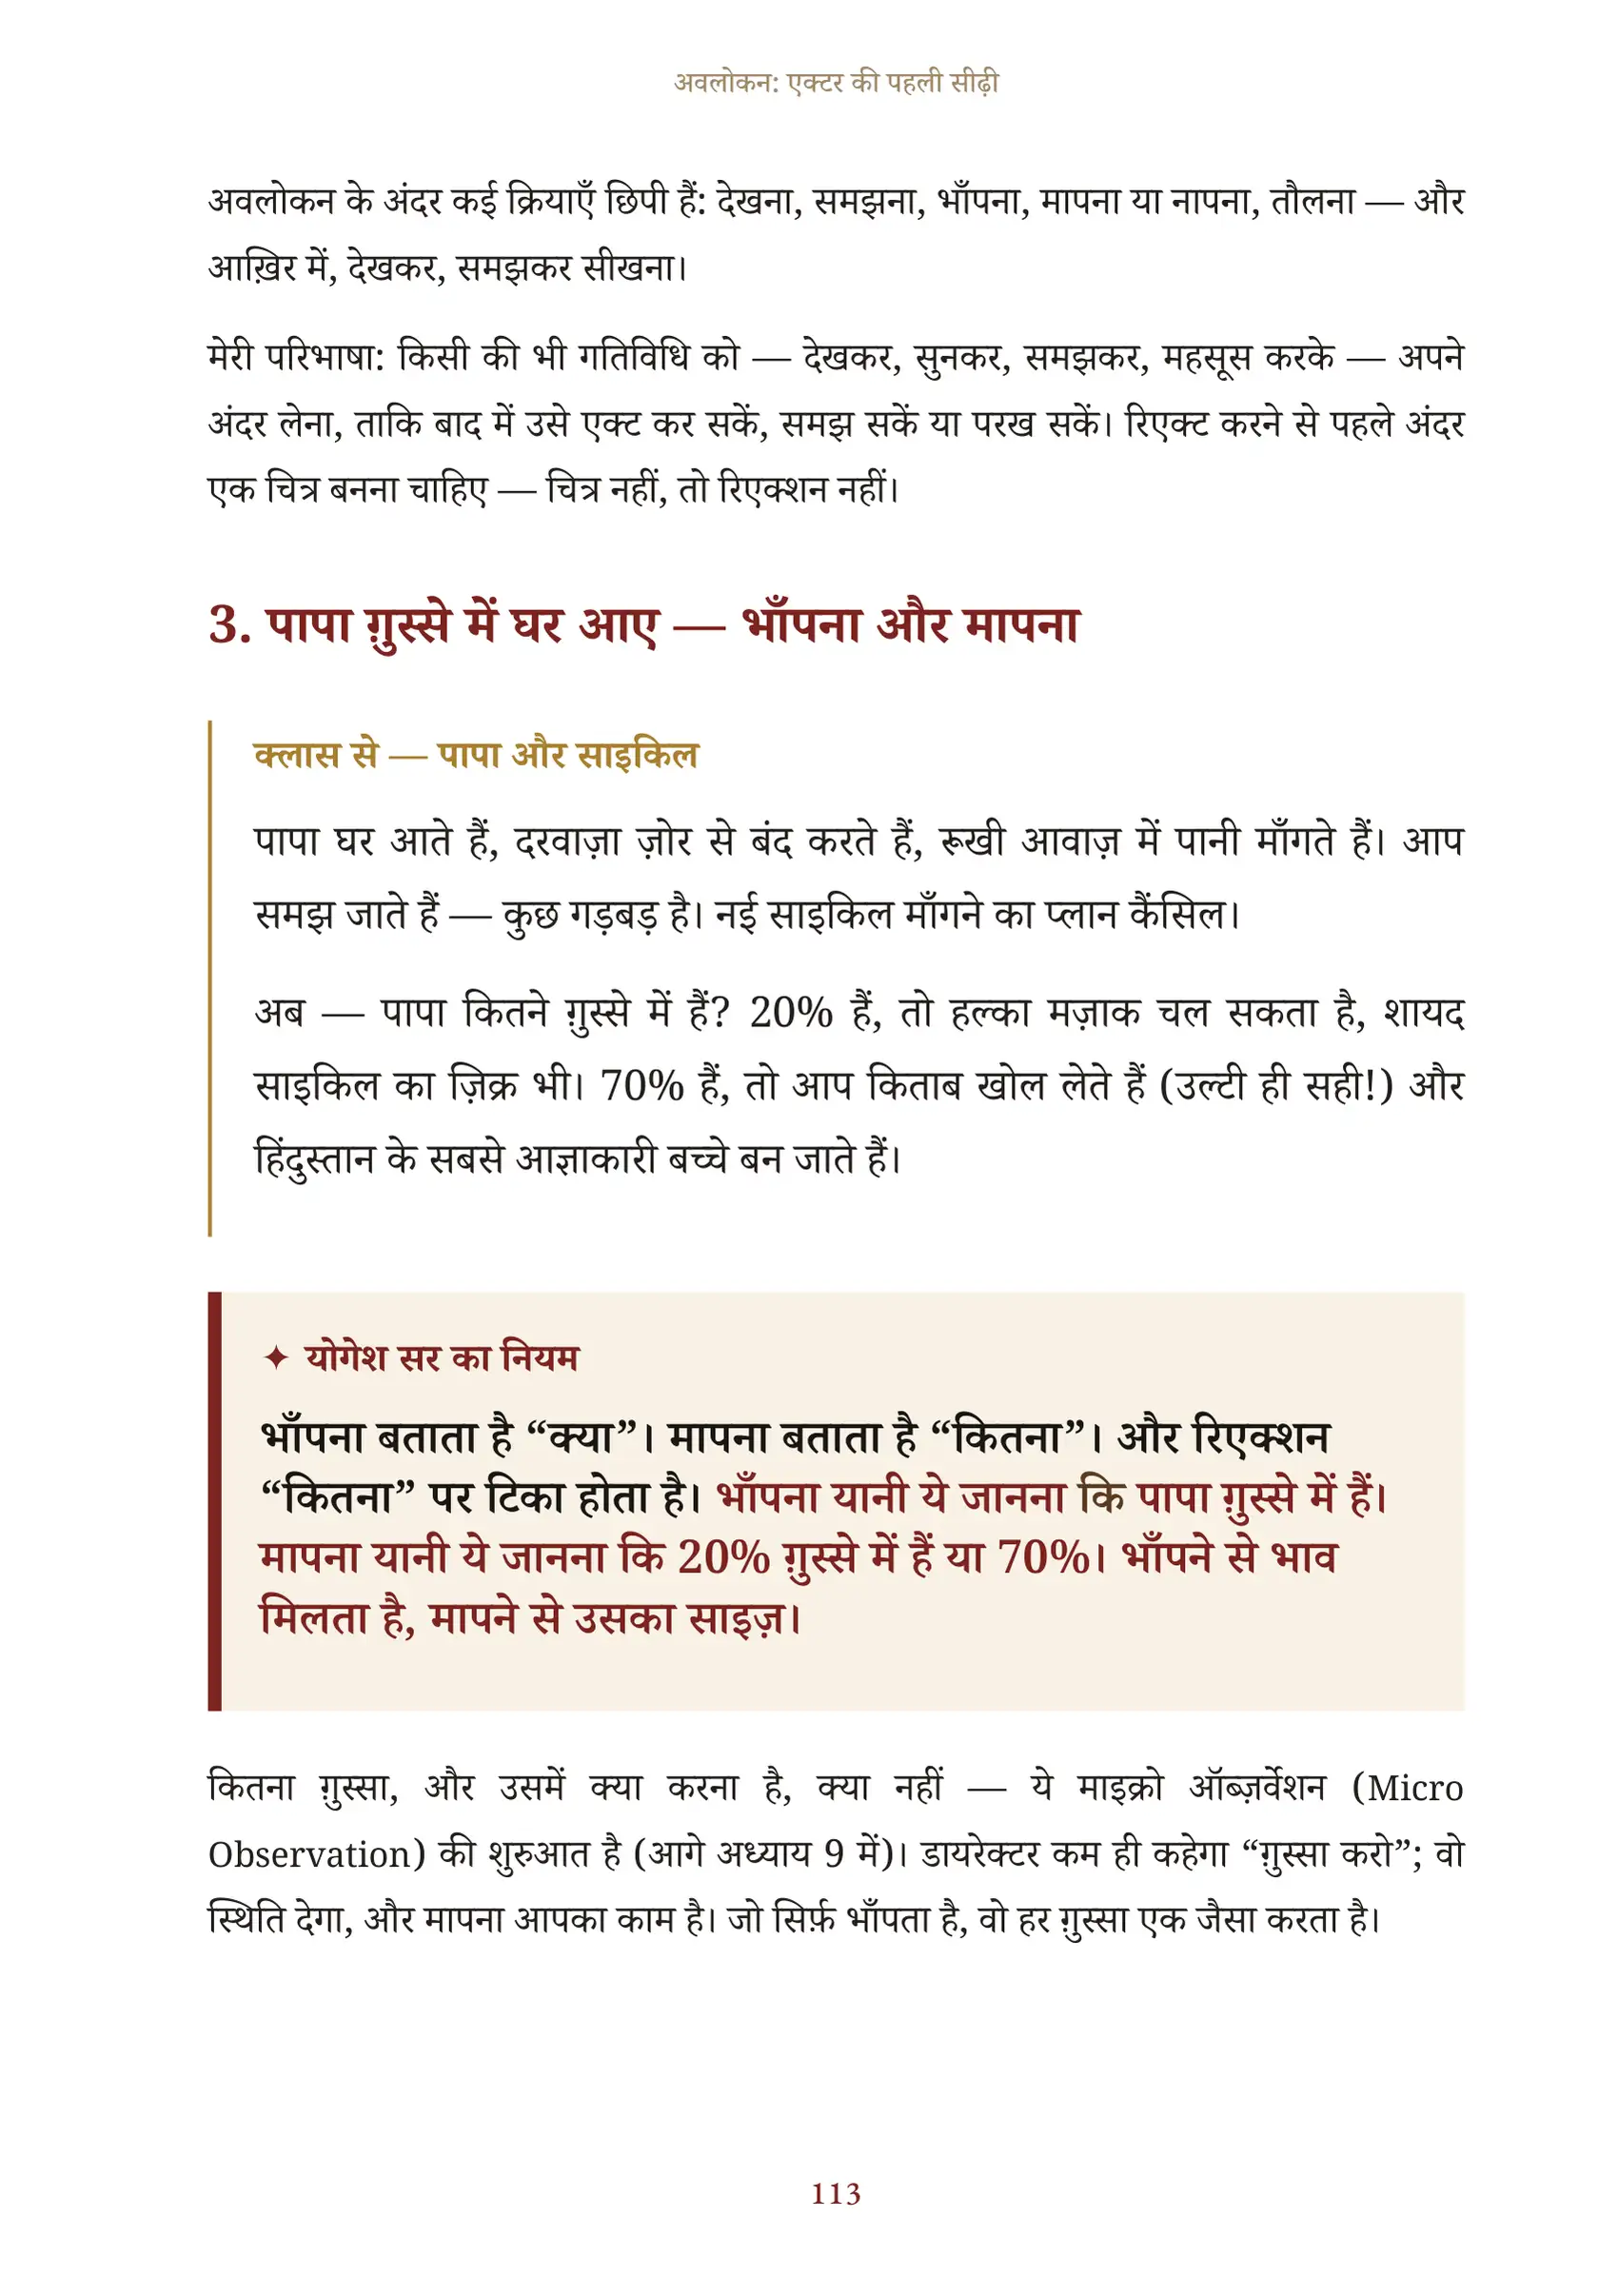 अवलोकन: एक्टर की पहली सीढ़ी
अवलोकन के अंदर कई क्रियाएँ छिपी हैं: देखना, समझना, भाँपना, मापना या नापना, तौलना — और
आख़िर में, देखकर, समझकर सीखना।
मेरी परिभाषा: किसी की भी गतिविधि को — देखकर, सुनकर, समझकर, महसूस करके — अपने
अंदर लेना, ताकि बाद में उसे एक्ट कर सकें, समझ सकें या परख सकें। रिएक्ट करने से पहले अंदर
एक चित्र बनना चाहिए — चित्र नहीं, तो रिएक्शन नहीं।
3. पापा ग़ुस्से में घर आए — भाँपना और मापना
क्लास से — पापा और साइकिल
पापा घर आते हैं, दरवाज़ा ज़ोर से बंद करते हैं, रूखी आवाज़ में पानी माँगते हैं। आप
समझ जाते हैं — कुछ गड़बड़ है। नई साइकिल माँगने का प्लान कैंसिल।
अब — पापा कितने ग़ुस्से में हैं? 20% हैं, तो हल्का मज़ाक चल सकता है, शायद
साइकिल का ज़िक्र भी। 70% हैं, तो आप किताब खोल लेते हैं (उल्टी ही सही!) और
हिंदुस्तान के सबसे आज्ञाकारी बच्चे बन जाते हैं।
✦ योगेश सर का नियम
भाँपना बताता है “क्या”। मापना बताता है “कितना”। और रिएक्शन
“कितना” पर टिका होता है। भाँपना यानी ये जानना कि पापा ग़ुस्से में हैं।
मापना यानी ये जानना कि 20% ग़ुस्से में हैं या 70%। भाँपने से भाव
मिलता है, मापने से उसका साइज़।
कितना ग़ुस्सा, और उसमें क्या करना है, क्या नहीं — ये माइक्रो ऑब्ज़र्वेशन (Micro
Observation) की शुरुआत है (आगे अध्याय 9 में)। डायरेक्टर कम ही कहेगा “ग़ुस्सा करो”; वो
स्थिति देगा, और मापना आपका काम है। जो सिर्फ़ भाँपता है, वो हर ग़ुस्सा एक जैसा करता है।
113